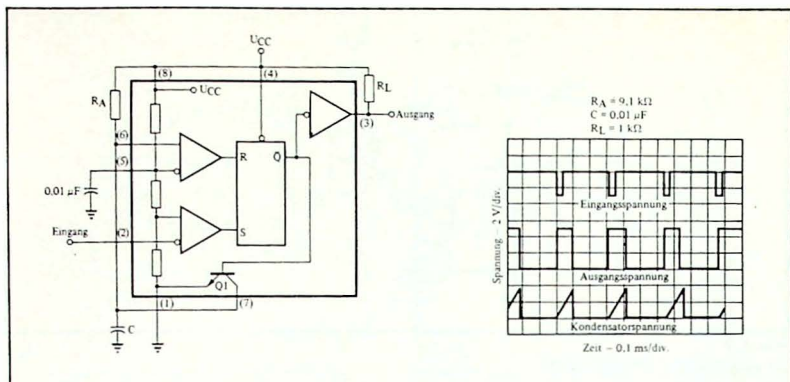 UCC
(8)
(4)
UCC
RL
RA
(3)
Ausgang
(6)
(5)
R
Q
0,01 µF
Eingang
(2)
S
(1)
Q1
(7)
C
RA = 9,1 kΩ
C = 0,01 µF
RL = 1 kΩ
Spannung – 2 V/div.
Eingangsspannung
Ausgangsspannung
Kondensatorspannung
Zeit – 0,1 ms/div.